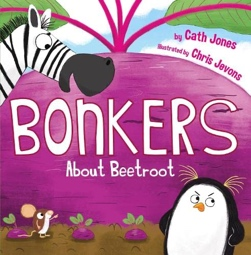 by Cath Jones
Illustrated by Chris Jevons
BONKERS
About Beetroot